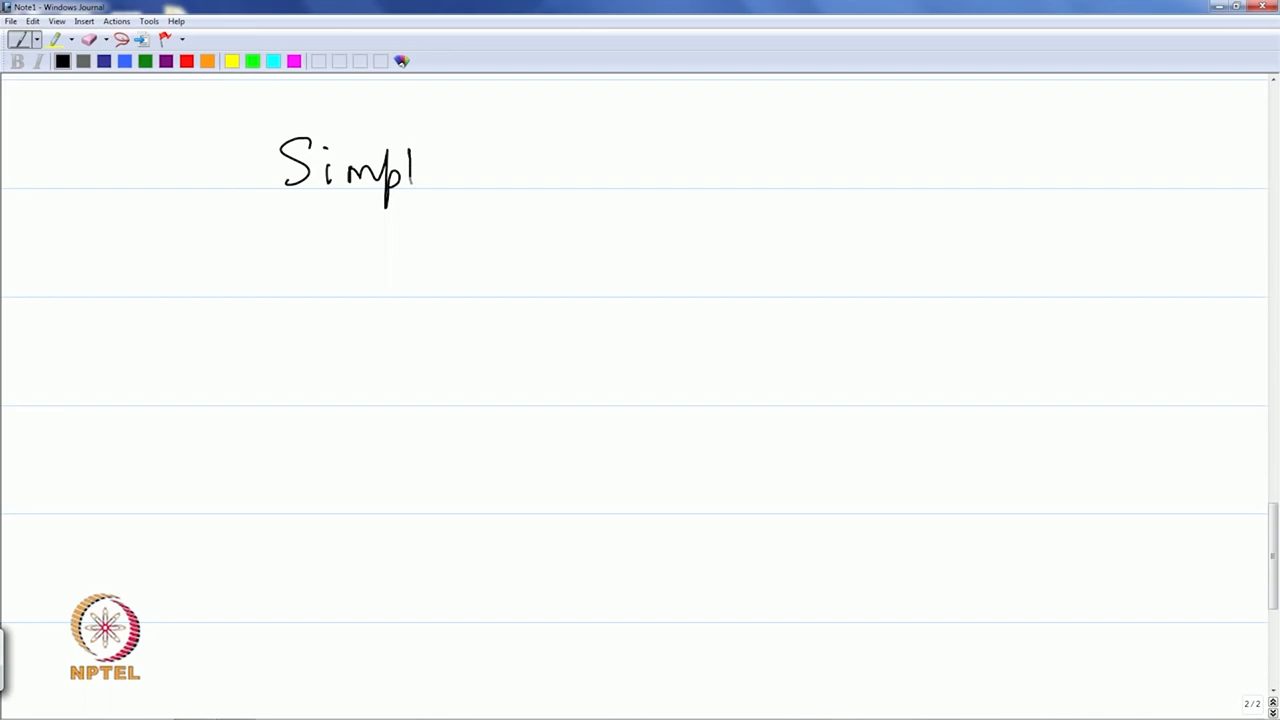 Note1 - Windows Journal
File Edit View Insert Actions Tools Help
B I
Simpl
NPTEL
2 / 2